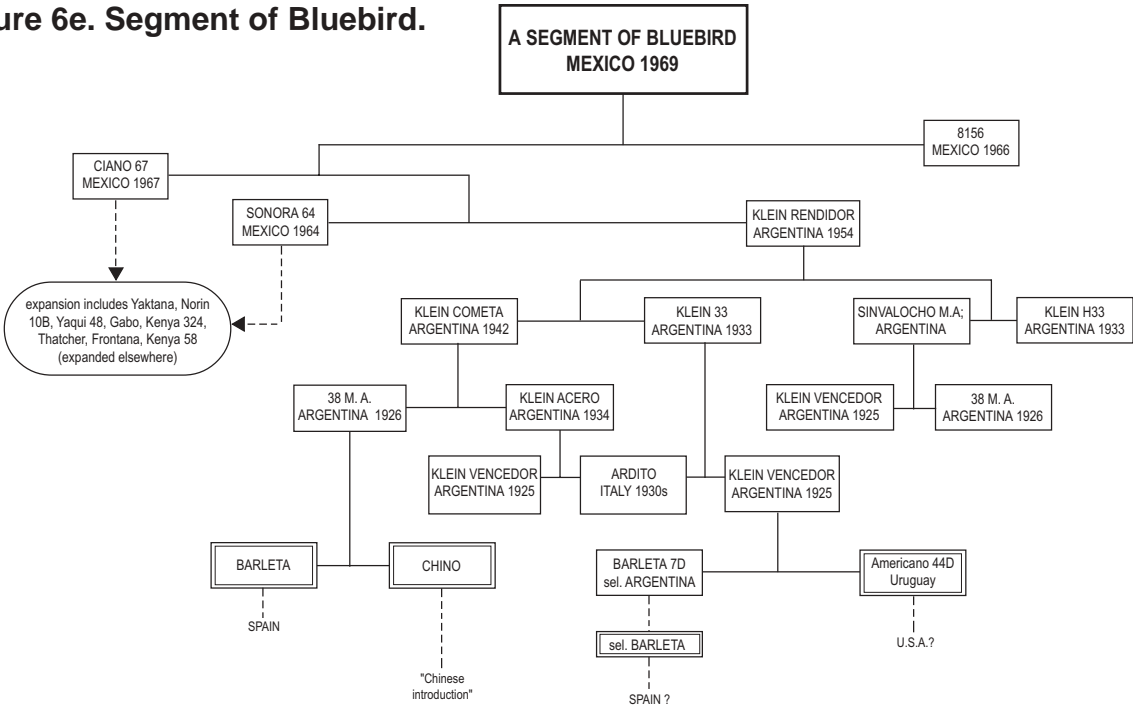 ure 6e. Segment of Bluebird.
A SEGMENT OF BLUEBIRD
MEXICO 1969
8156
MEXICO 1966
CIANO 67
MEXICO 1967
SONORA 64
MEXICO 1964
KLEIN RENDIDOR
ARGENTINA 1954
expansion includes Yaktana, Norin
10B, Yaqui 48, Gabo, Kenya 324,
Thatcher, Frontana, Kenya 58
(expanded elsewhere)
KLEIN COMETA
ARGENTINA 1942
KLEIN 33
ARGENTINA 1933
SINVALOCHO M.A;
ARGENTINA
KLEIN H33
ARGENTINA 1933
38 M. A.
ARGENTINA 1926
KLEIN ACERO
ARGENTINA 1934
KLEIN VENCEDOR
ARGENTINA 1925
38 M. A.
ARGENTINA 1926
KLEIN VENCEDOR
ARGENTINA 1925
ARDITO
ITALY 1930s
KLEIN VENCEDOR
ARGENTINA 1925
BARLETA
CHINO
BARLETA 7D
sel. ARGENTINA
Americano 44D
Uruguay
SPAIN
sel. BARLETA
U.S.A.?
"Chinese
introduction"
SPAIN ?